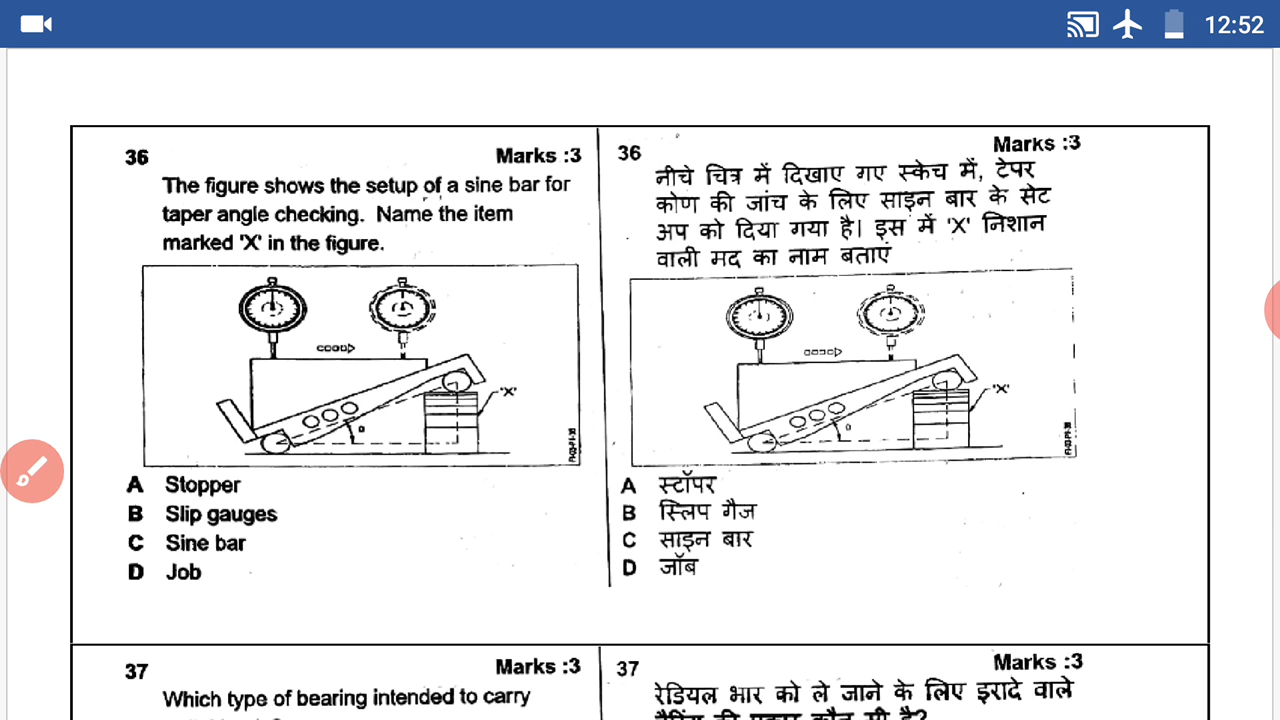 12:52
36 Marks :3
The figure shows the setup of a sine bar for
taper angle checking. Name the item
marked 'X' in the figure.
'X'
θ
A Stopper
B Slip gauges
C Sine bar
D Job
36 Marks :3
नीचे चित्र में दिखाए गए स्केच में, टेपर
कोण की जांच के लिए साइन बार के सेट
अप को दिया गया है। इस में 'X' निशान
वाली मद का नाम बताएं
'X'
θ
A स्टॉपर
B स्लिप गैज
C साइन बार
D जॉब
37 Marks :3
Which type of bearing intended to carry
37 Marks :3
रेडियल भार को ले जाने के लिए इरादे वाले